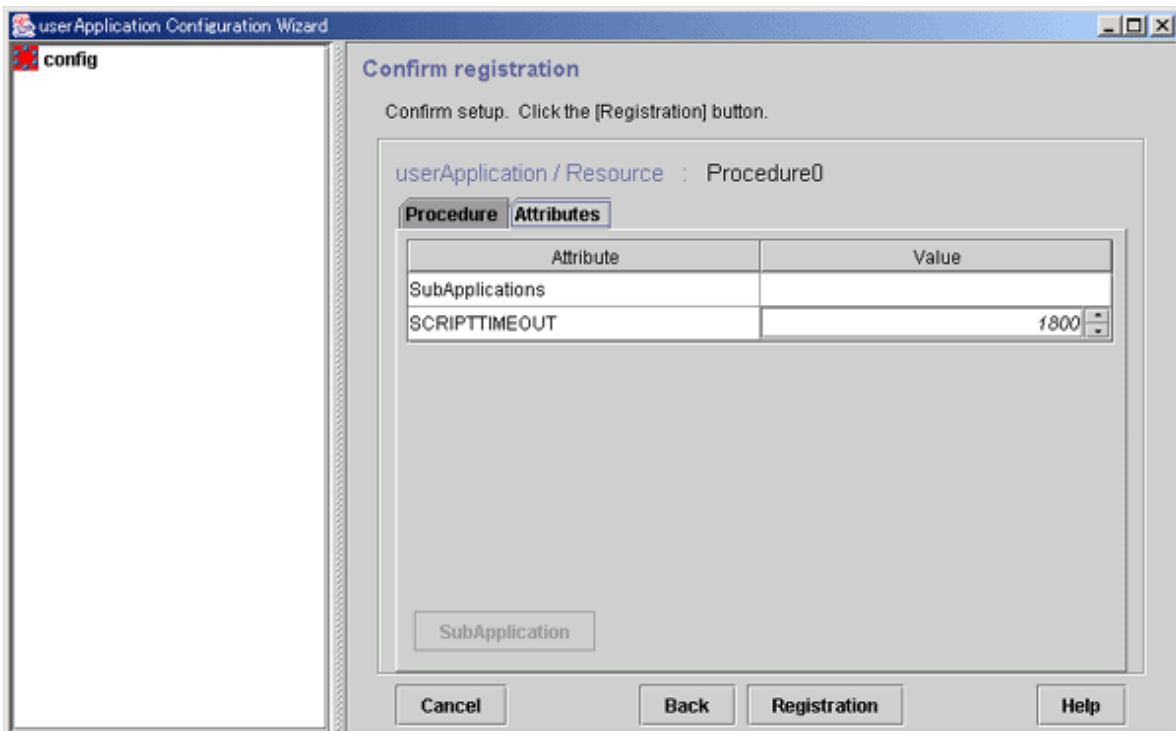 userApplication Configuration Wizard
config
Confirm registration
Confirm setup. Click the [Registration] button.
userApplication / Resource : Procedure0
Procedure Attributes
Attribute Value
SubApplications
SCRIPTTIMEOUT 1800
SubApplication
Cancel Back Registration Help